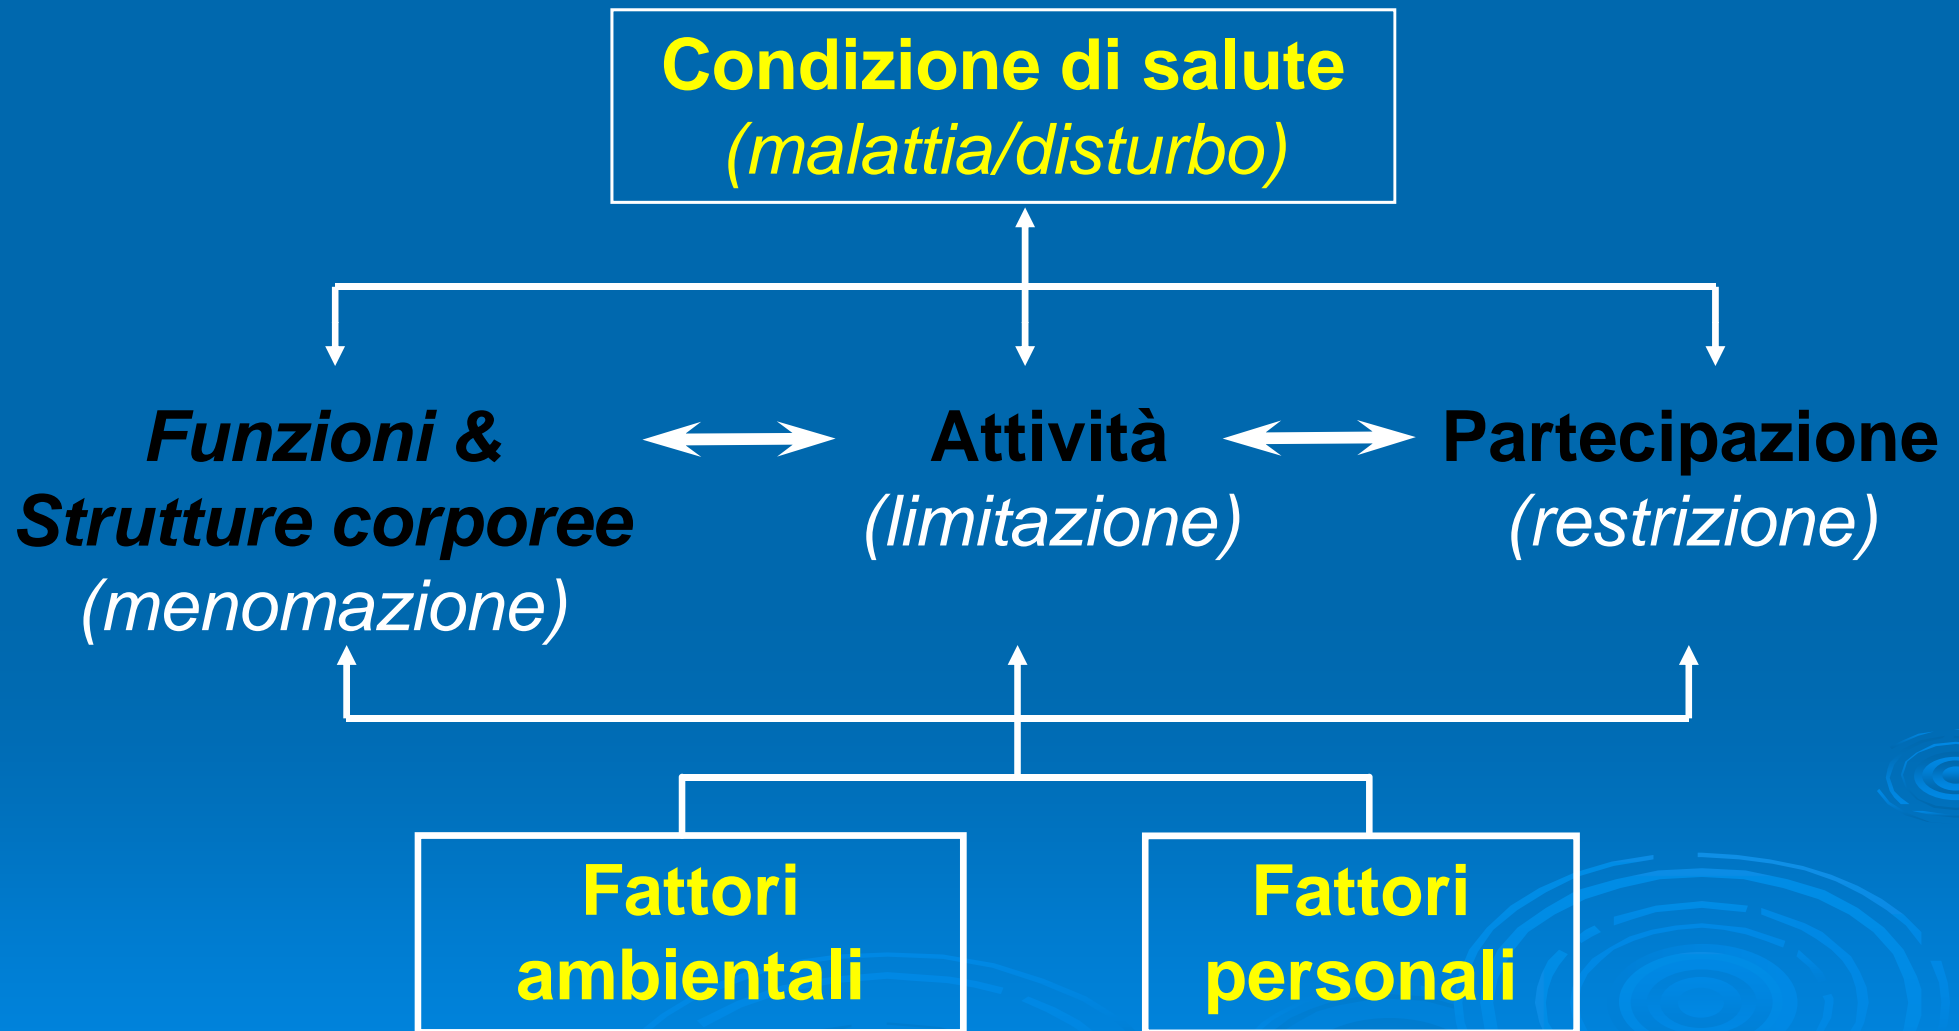 Condizione di salute
(malattia/disturbo)
Funzioni &
Strutture corporee
(menomazione)
Attività
(limitazione)
Partecipazione
(restrizione)
Fattori
ambientali
Fattori
personali